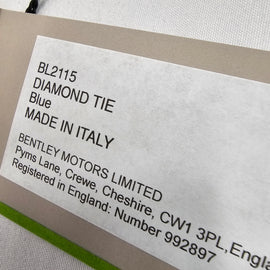 BL2115
DIAMOND TIE
Blue
MADE IN ITALY
BENTLEY MOTORS LIMITED
Pyms Lane, Crewe, Cheshire, CW1 3PL, Engla
Registered in England: Number 992897